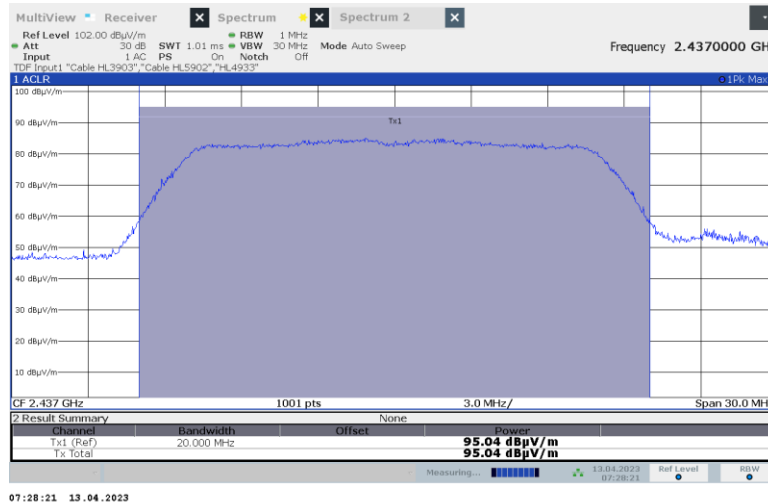 MultiView Receiver X Spectrum X Spectrum 2 X
Ref Level 102.00 dBµV/m RBW 1 MHz
Att 30 dB SWT 1.01 ms VBW 30 MHz Mode Auto Sweep Frequency 2.4370000 GH
Input 1 AC PS On Notch Off
TDF Input1 "Cable HL3903","Cable HL5902","HL4933"
1 ACLR 1Pk Max
100 dBµV/m
Tx1
90 dBµV/m
80 dBµV/m
70 dBµV/m
60 dBµV/m
50 dBµV/m
40 dBµV/m
30 dBµV/m
20 dBµV/m
10 dBµV/m
CF 2.437 GHz 1001 pts 3.0 MHz/ Span 30.0 MH
2 Result Summary None
Channel Bandwidth Offset Power
Tx1 (Ref) 20.000 MHz 95.04 dBµV/m
Tx Total 95.04 dBµV/m
Measuring... 13.04.2023 Ref Level RBW
07:28:21
07:28:21 13.04.2023